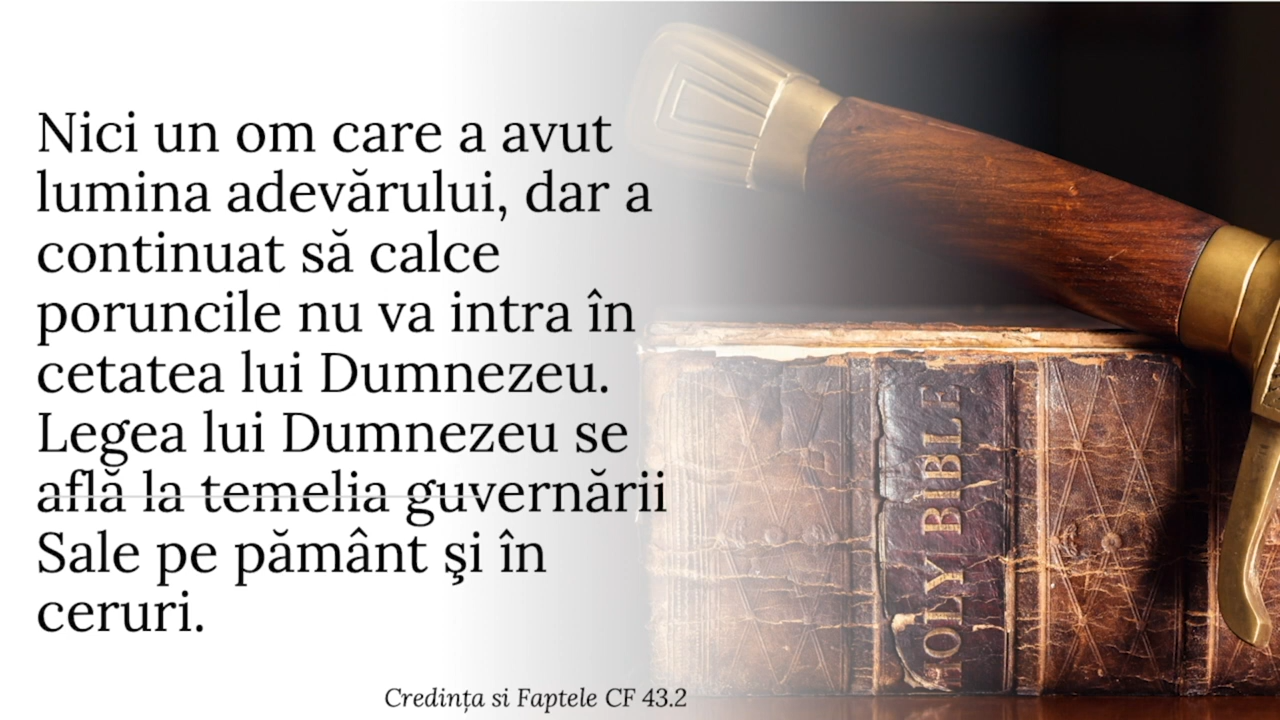 Nici un om care a avut
lumina adevărului, dar a
continuat să calce
poruncile nu va intra în
cetatea lui Dumnezeu.
Legea lui Dumnezeu se
află la temelia guvernării
Sale pe pământ şi în
ceruri.
HOLY BIBLE
Credința si Faptele CF 43.2